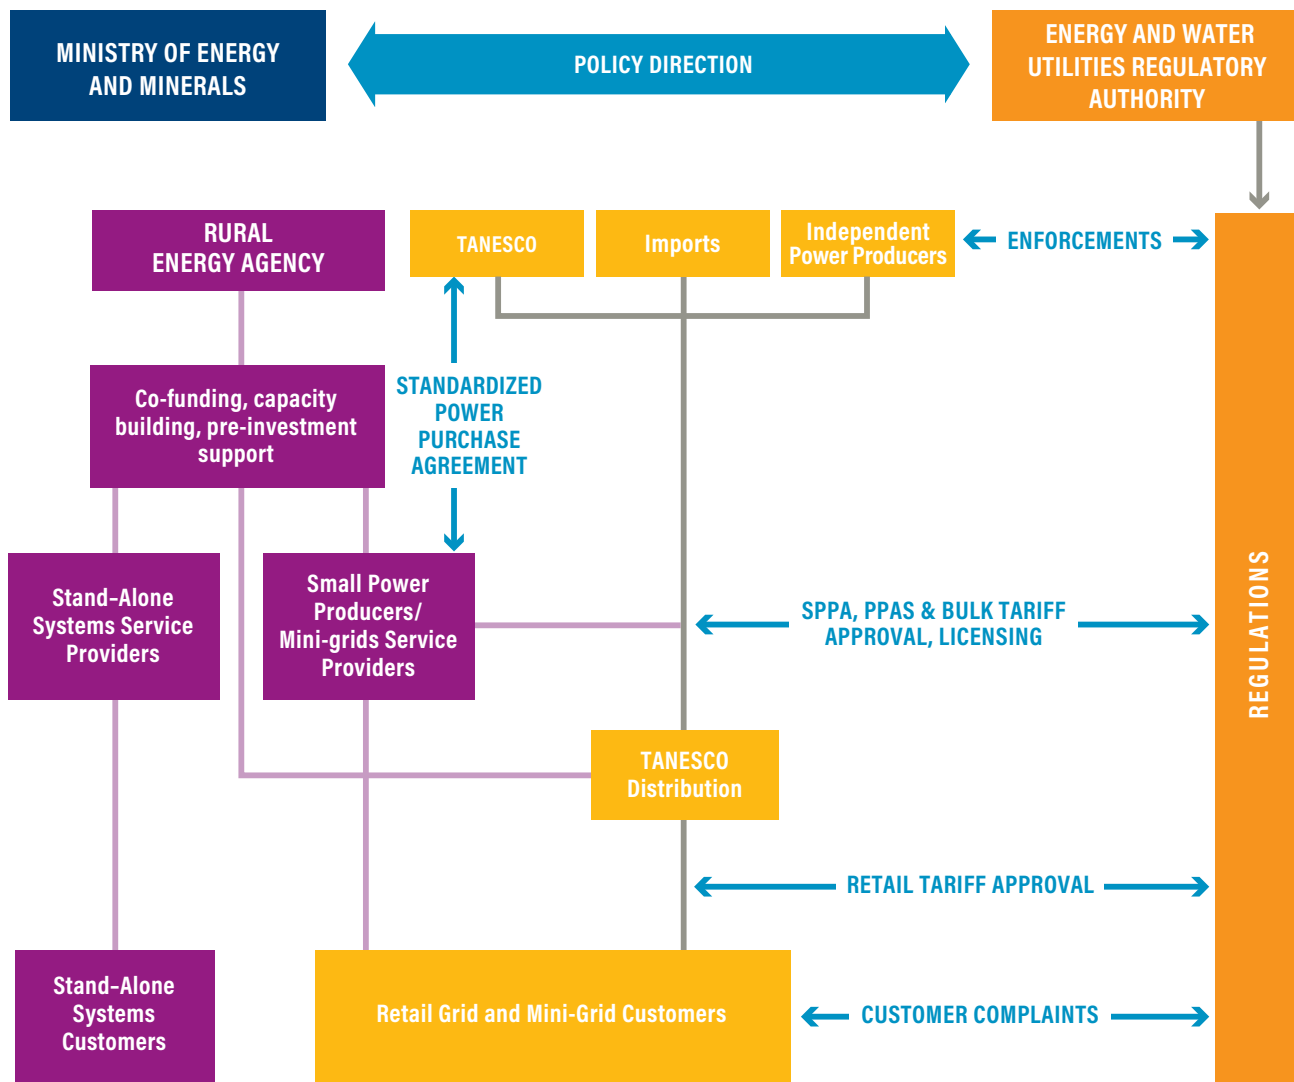 MINISTRY OF ENERGY
AND MINERALS
POLICY DIRECTION
ENERGY AND WATER
UTILITIES REGULATORY
AUTHORITY
RURAL
ENERGY AGENCY
TANESCO
Imports
Independent
Power Producers
ENFORCEMENTS
Co-funding, capacity
building, pre-investment
support
STANDARDIZED
POWER
PURCHASE
AGREEMENT
Stand–Alone
Systems Service
Providers
Small Power
Producers/
Mini-grids Service
Providers
SPPA, PPAS & BULK TARIFF
APPROVAL, LICENSING
REGULATIONS
TANESCO
Distribution
RETAIL TARIFF APPROVAL
Stand–Alone
Systems
Customers
Retail Grid and Mini-Grid Customers
CUSTOMER COMPLAINTS